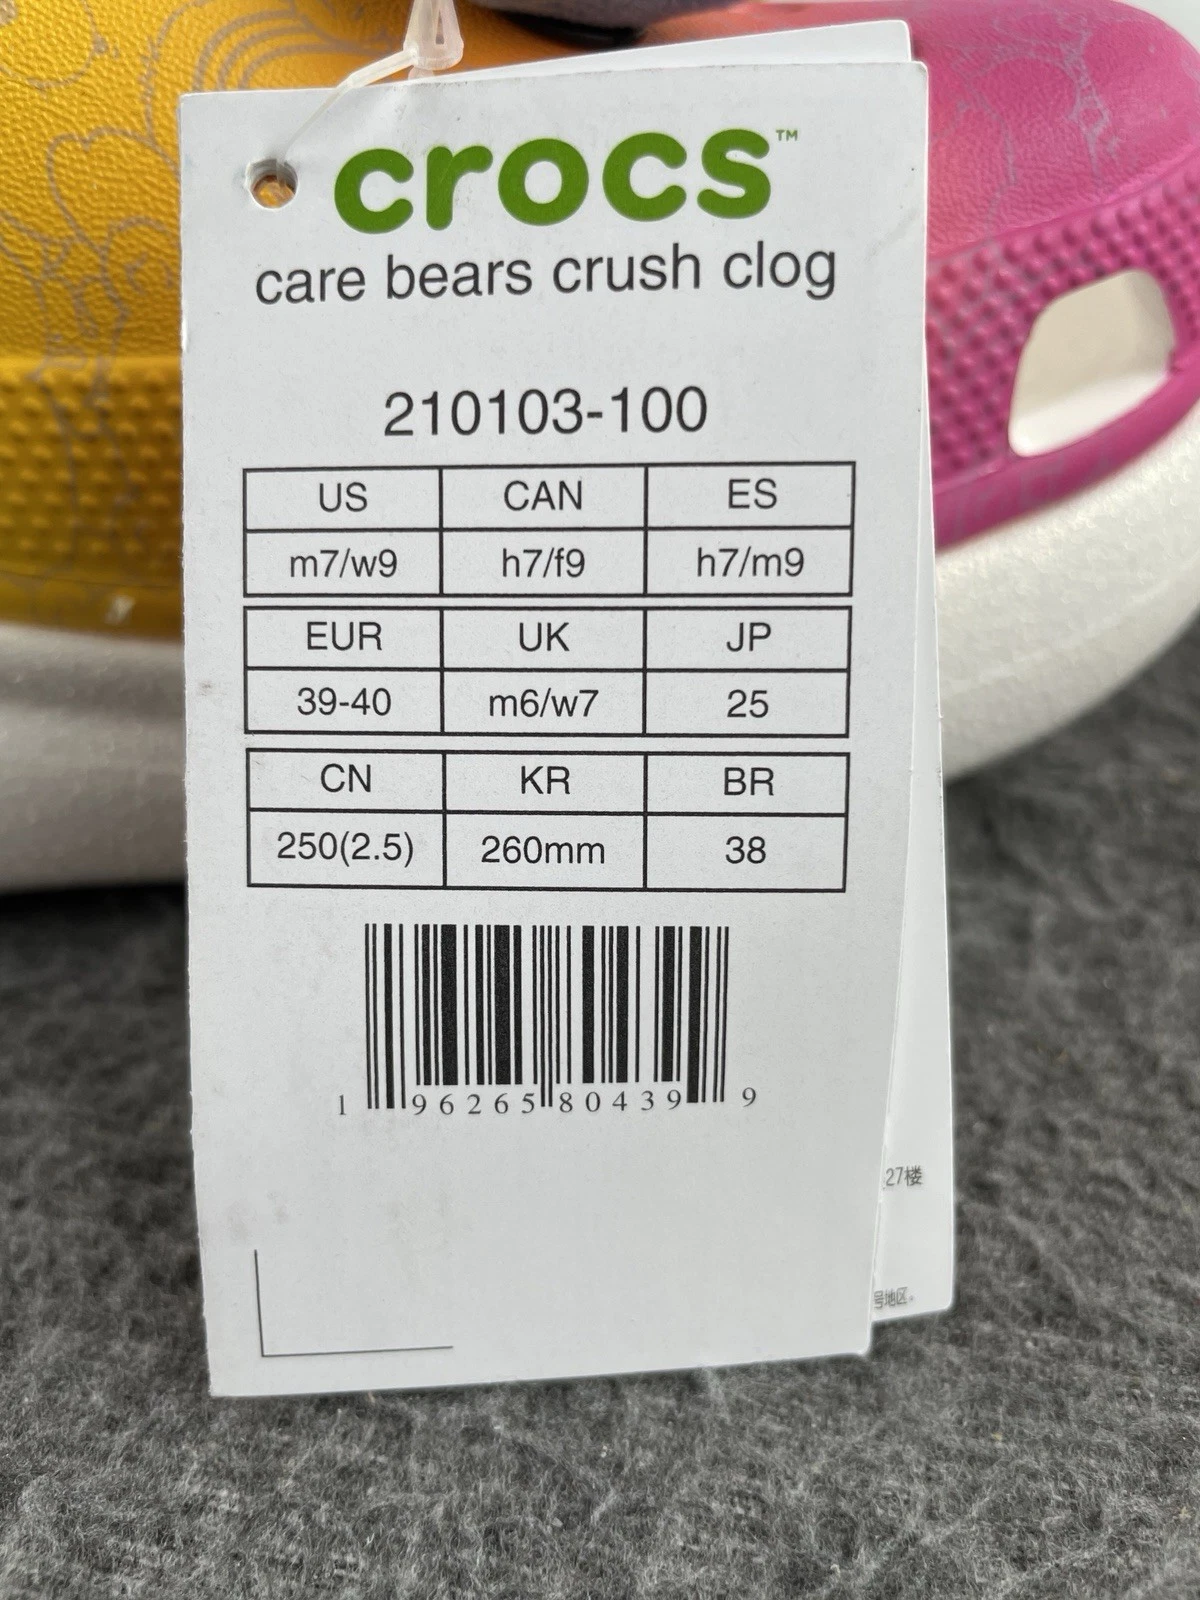 crocs™
care bears crush clog
210103-100
US CAN ES
m7/w9 h7/f9 h7/m9
EUR UK JP
39-40 m6/w7 25
CN KR BR
250(2.5) 260mm 38
1 96265 80439 9
27楼
号地区。